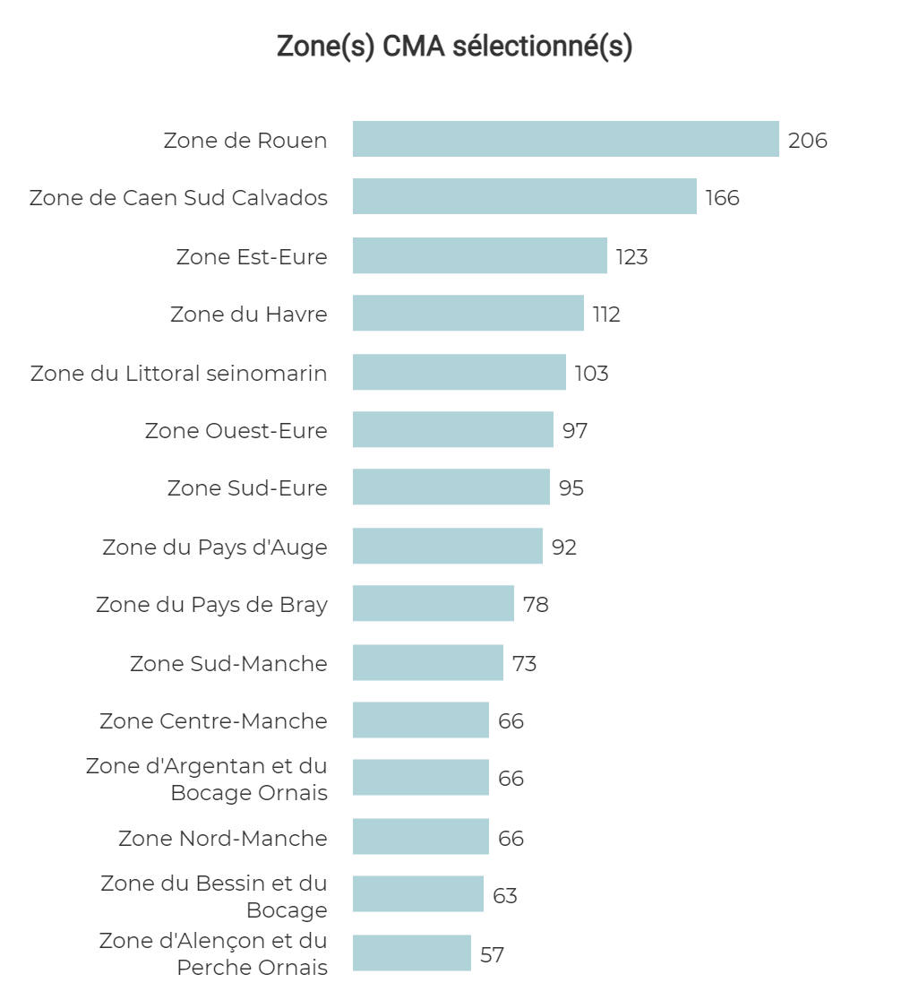 Zone(s) CMA sélectionné(s)
Zone de Rouen 206
Zone de Caen Sud Calvados 166
Zone Est-Eure 123
Zone du Havre 112
Zone du Littoral seinomarin 103
Zone Ouest-Eure 97
Zone Sud-Eure 95
Zone du Pays d'Auge 92
Zone du Pays de Bray 78
Zone Sud-Manche 73
Zone Centre-Manche 66
Zone d'Argentan et du
Bocage Ornais 66
Zone Nord-Manche 66
Zone du Bessin et du
Bocage 63
Zone d'Alençon et du
Perche Ornais 57